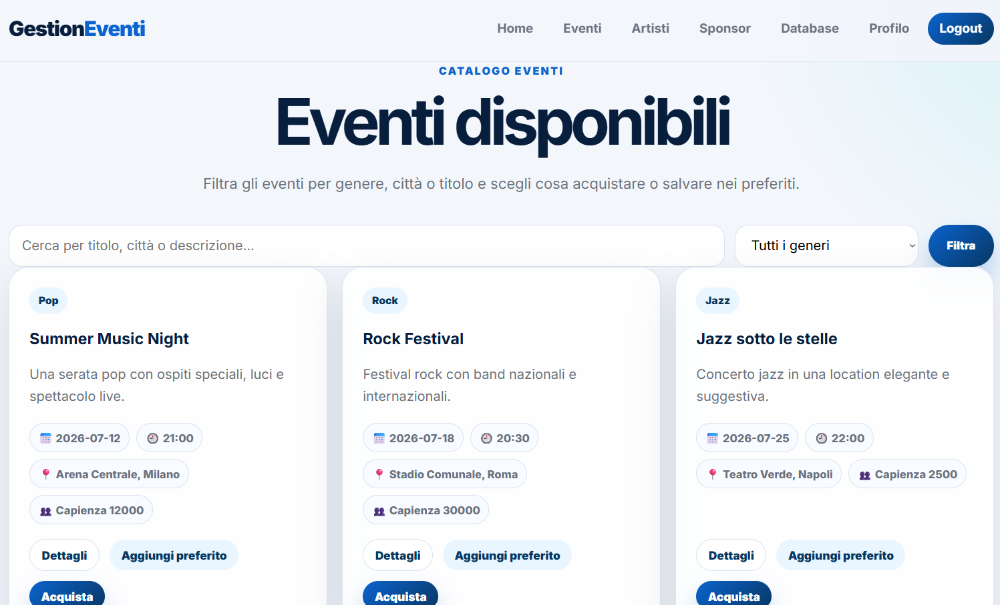 GestionEventi
Home Eventi Artisti Sponsor Database Profilo Logout
CATALOGO EVENTI
Eventi disponibili
Filtra gli eventi per genere, città o titolo e scegli cosa acquistare o salvare nei preferiti.
Cerca per titolo, città o descrizione...
Tutti i generi
Filtra
Pop
Summer Music Night
Una serata pop con ospiti speciali, luci e
spettacolo live.
2026-07-12
21:00
Arena Centrale, Milano
Capienza 12000
Dettagli
Aggiungi preferito
Acquista
Rock
Rock Festival
Festival rock con band nazionali e
internazionali.
2026-07-18
20:30
Stadio Comunale, Roma
Capienza 30000
Dettagli
Aggiungi preferito
Acquista
Jazz
Jazz sotto le stelle
Concerto jazz in una location elegante e
suggestiva.
2026-07-25
22:00
Teatro Verde, Napoli
Capienza 2500
Dettagli
Aggiungi preferito
Acquista